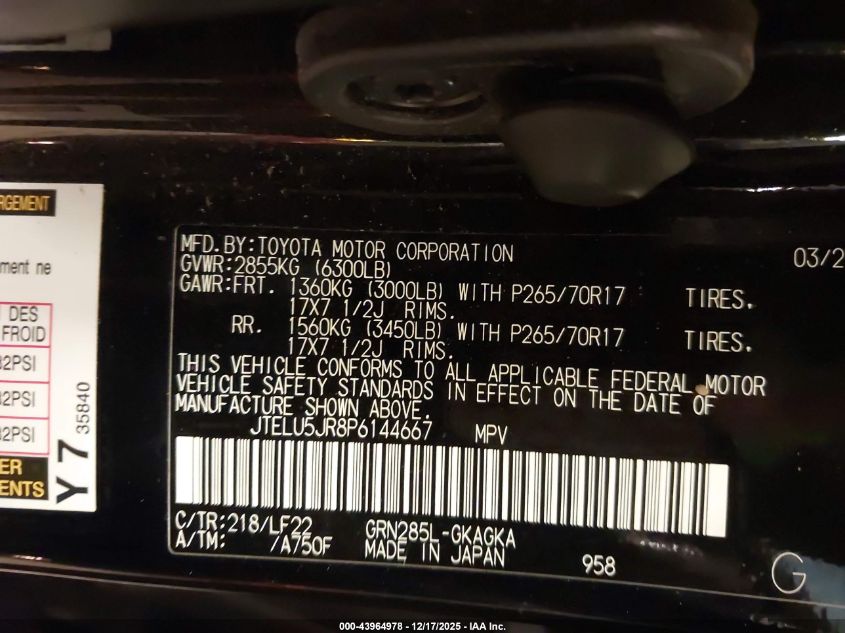 RGEMENT
ment ne
DES
FROID
32PSI
32PSI
32PSI
ER
ENTS
Y7
35840
MFD.BY:TOYOTA MOTOR CORPORATION 03/2
GVWR:2855KG (6300LB)
GAWR:FRT. 1360KG (3000LB) WITH P265/70R17 TIRES.
17X7 1/2J RIMS.
RR. 1560KG (3450LB) WITH P265/70R17 TIRES.
17X7 1/2J RIMS.
THIS VEHICLE CONFORMS TO ALL APPLICABLE FEDERAL MOTOR
VEHICLE SAFETY STANDARDS IN EFFECT ON THE DATE OF
MANUFACTURE SHOWN ABOVE.
JTELU5JR8P6144667 MPV
C/TR:218/LF22 GRN285L-GKAGKA
A/TM: /A750F MADE IN JAPAN 958
G
000-43964978 - 12/17/2025 - IAA Inc.